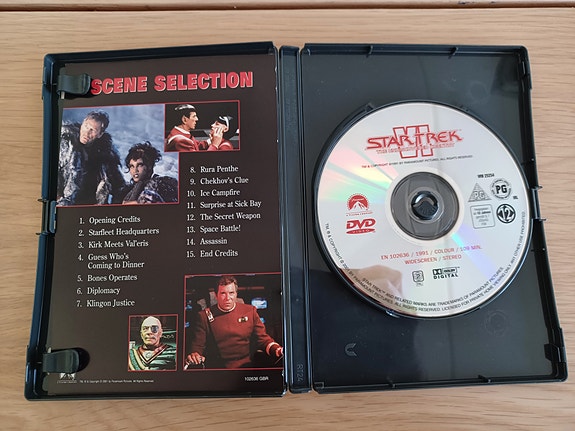 SCENE SELECTION
1. Opening Credits
2. Starfleet Headquarters
3. Kirk Meets Val'eris
4. Guess Who's
Coming to Dinner
5. Bones Operates
6. Diplomacy
7. Klingon Justice
8. Rura Penthe
9. Chekhov's Clue
10. Ice Campfire
11. Surprise at Sick Bay
12. The Secret Weapon
13. Space Battle!
14. Assassin
15. End Credits
102636 GBR
STAR TREK
VI
THE UNDISCOVERED COUNTRY
PG
DVD
VIDEO
EN 102636 / 1991 / COLOUR / 108 MIN.
WIDESCREEN / STEREO
DOLBY
DIGITAL